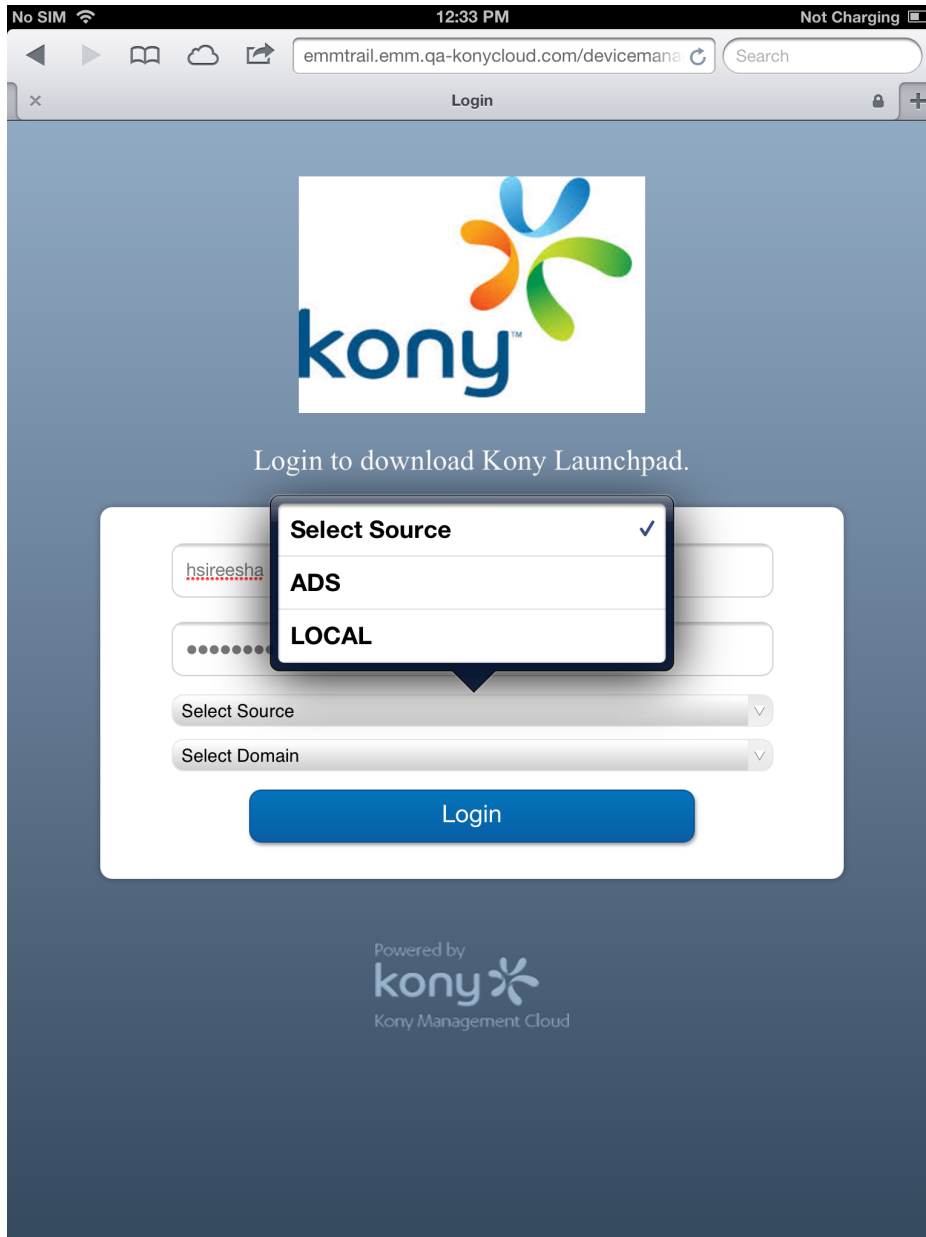 No SIM 12:33 PM Not Charging
emmtrail.emm.qa-konycloud.com/devicemana Search
Login
kony™
Login to download Kony Launchpad.
Select Source
hsireesha
ADS
LOCAL
Select Source
Select Domain
Login
Powered by
kony
Kony Management Cloud